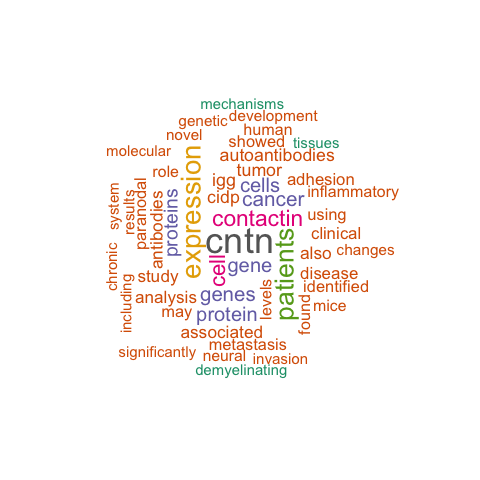 mechanisms
genetic
development
novel
human
showed
tissues
molecular
autoantibodies
role
tumor
igg
cells
adhesion
inflammatory
cidp
cancer
system
results
paranodal
antibodies
proteins
expression
contactin
using
cntn
clinical
patients
also
changes
chronic
cell
gene
disease
study
identified
including
analysis
genes
levels
found
mice
may
protein
associated
metastasis
significantly
neural
invasion
demyelinating